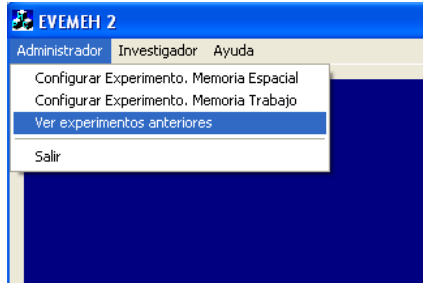 EVEMEH 2
Administrador Investigador Ayuda
Configurar Experimento. Memoria Espacial
Configurar Experimento. Memoria Trabajo
Ver experimentos anteriores
Salir